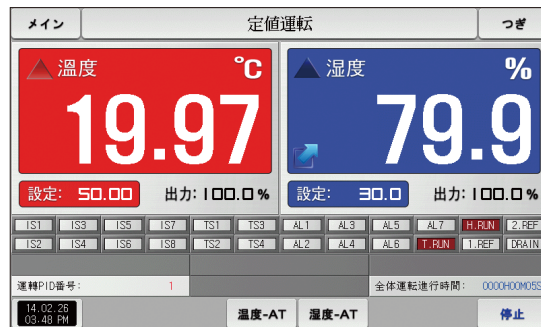 メイン 定値運転 つぎ
溫度 ℃
19.97
設定: 50.00 出力: 100.0 %
湿度 %
79.9
設定: 30.0 出力: 100.0 %
IS1 IS3 IS5 IS7 TS1 TS3 AL1 AL3 AL5 AL7 H.RUN 2.REF
IS2 IS4 IS6 IS8 TS2 TS4 AL2 AL4 AL6 T.RUN 1.REF DRAIN
運轉PID番号: 1 全体運転進行時間: 0000H00M05S
14.02.26
03.48 PM
温度-AT 湿度-AT 停止